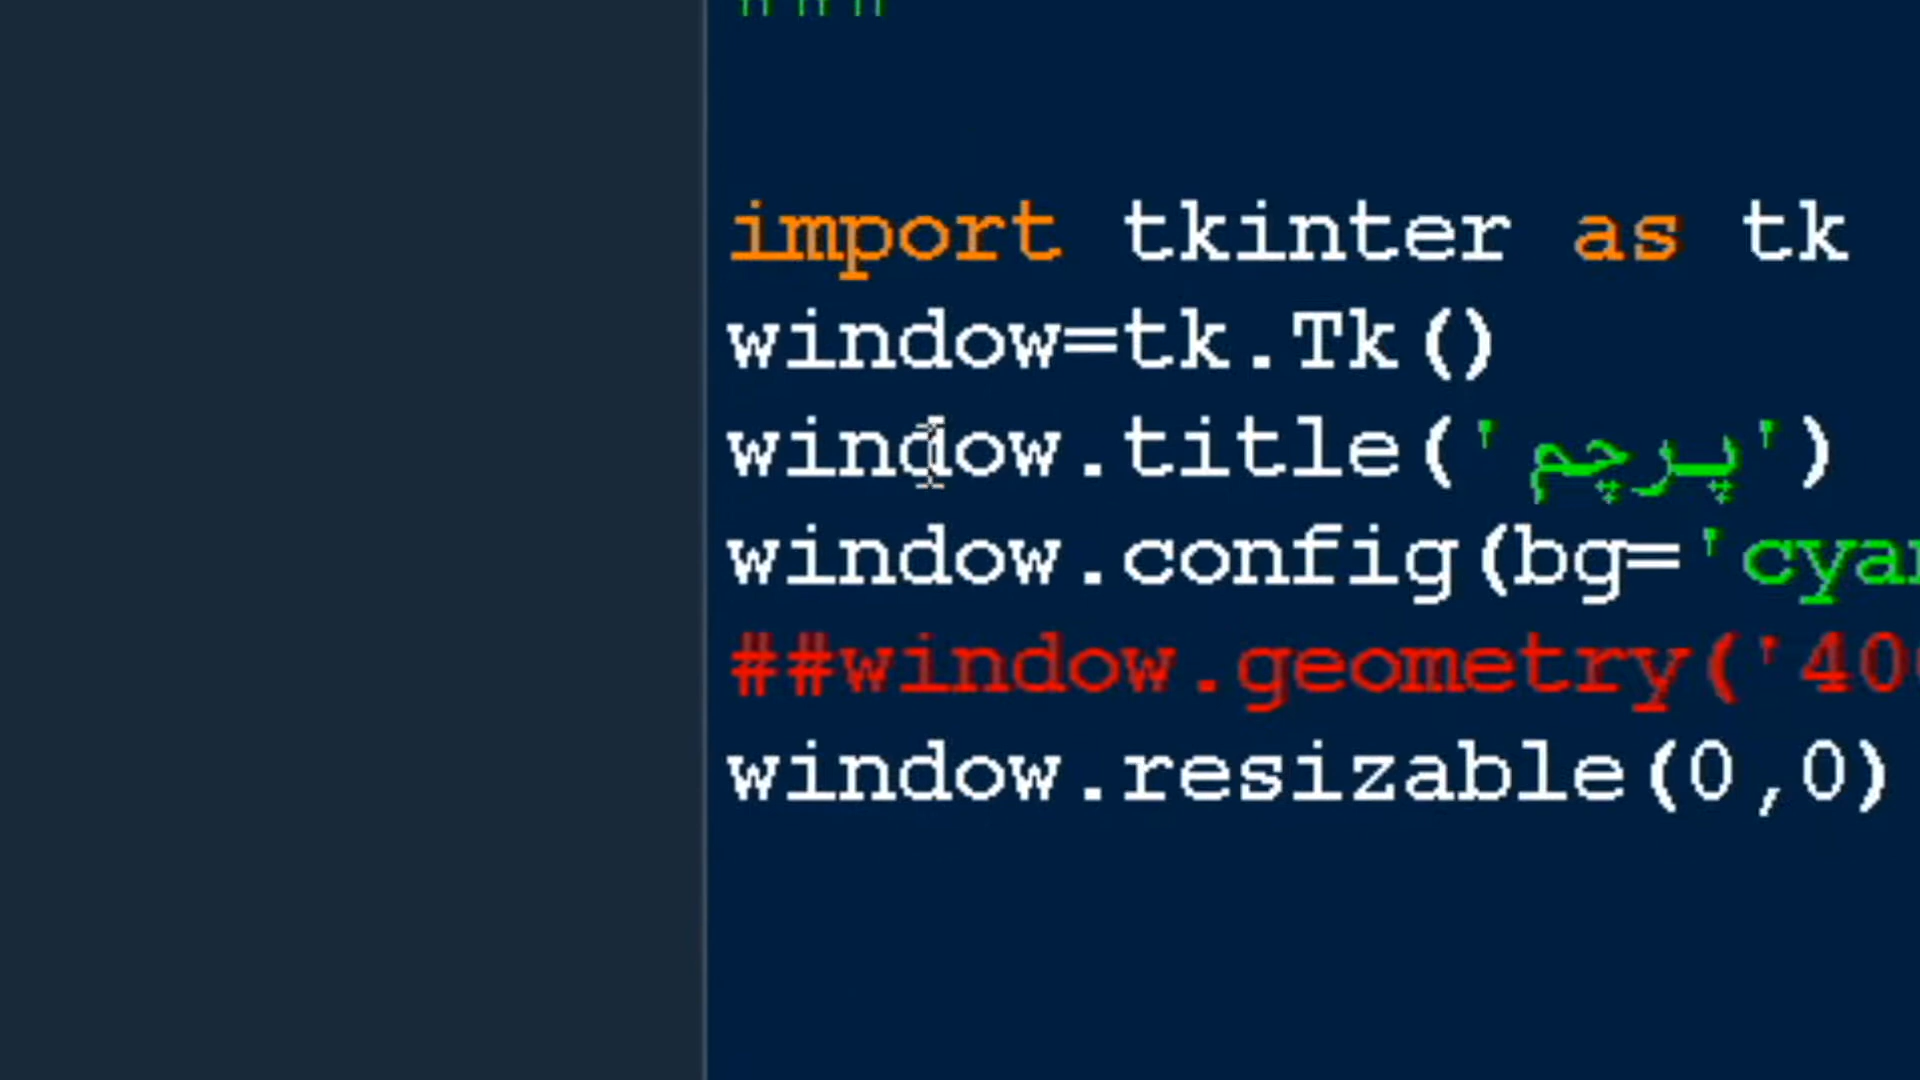 import tkinter as tk
window=tk.Tk()
window.title('پرچم')
window.config(bg='cyan
##window.geometry('40
window.resizable(0,0)